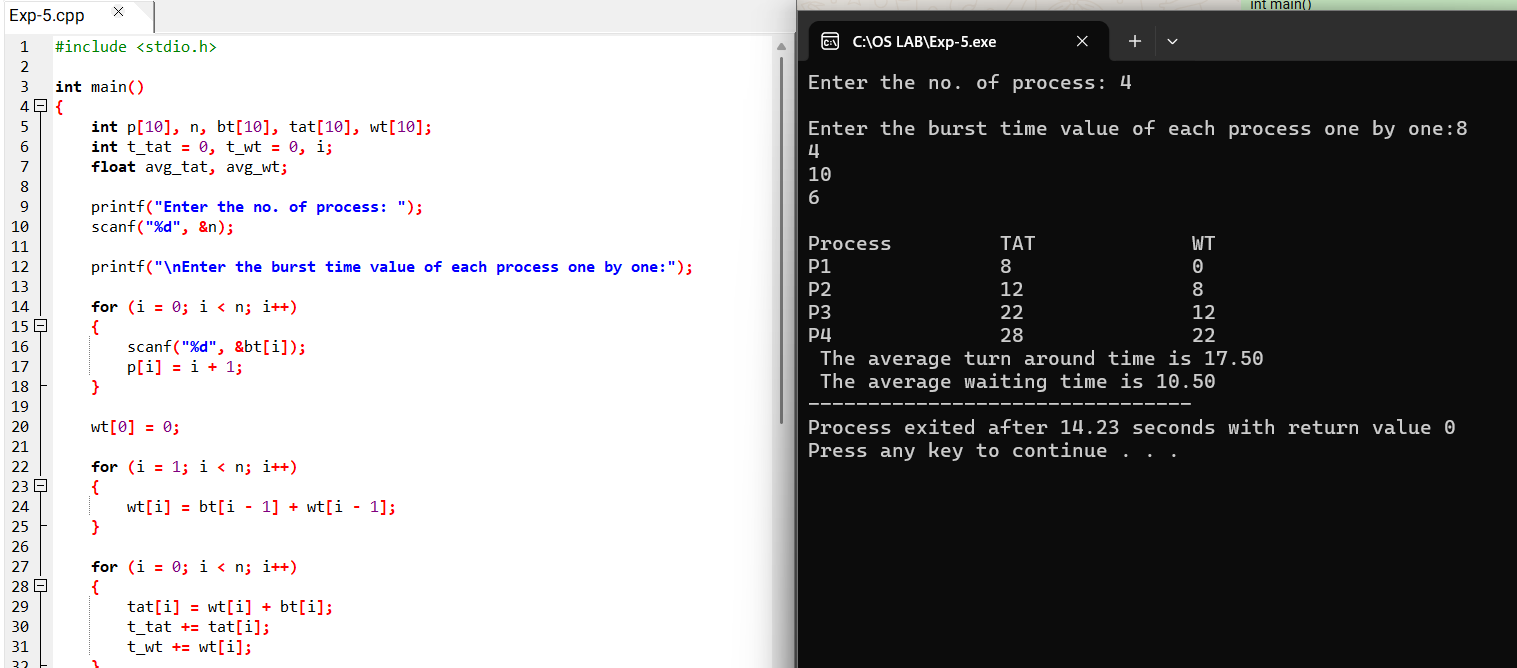 Exp-5.cpp
1 #include <stdio.h>
2
3 int main()
4 {
5 int p[10], n, bt[10], tat[10], wt[10];
6 int t_tat = 0, t_wt = 0, i;
7 float avg_tat, avg_wt;
8
9 printf("Enter the no. of process: ");
10 scanf("%d", &n);
11
12 printf("\nEnter the burst time value of each process one by one:");
13
14 for (i = 0; i < n; i++)
15 {
16 scanf("%d", &bt[i]);
17 p[i] = i + 1;
18 }
19
20 wt[0] = 0;
21
22 for (i = 1; i < n; i++)
23 {
24 wt[i] = bt[i - 1] + wt[i - 1];
25 }
26
27 for (i = 0; i < n; i++)
28 {
29 tat[i] = wt[i] + bt[i];
30 t_tat += tat[i];
31 t_wt += wt[i];
32 }
int main()
C:\OS LAB\Exp-5.exe
Enter the no. of process: 4
Enter the burst time value of each process one by one:8
4
10
6
Process TAT WT
P1 8 0
P2 12 8
P3 22 12
P4 28 22
The average turn around time is 17.50
The average waiting time is 10.50
--------------------------------
Process exited after 14.23 seconds with return value 0
Press any key to continue . . .